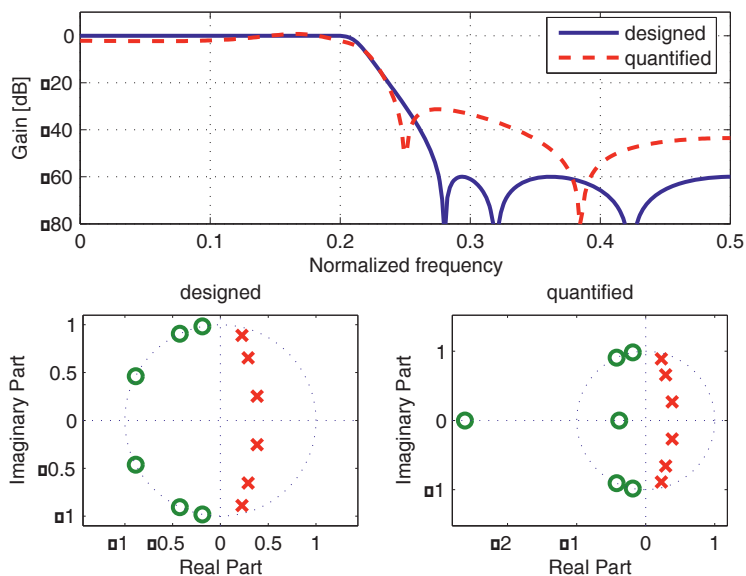 0
20
40
60
80
Gain [dB]
designed
quantified
0
0.1
0.2
0.3
0.4
0.5
Normalized frequency
designed
1
0.5
0
0.5
1
Imaginary Part
1
0.5
0
0.5
1
Real Part
quantified
1
0
1
Imaginary Part
2
1
0
1
Real Part